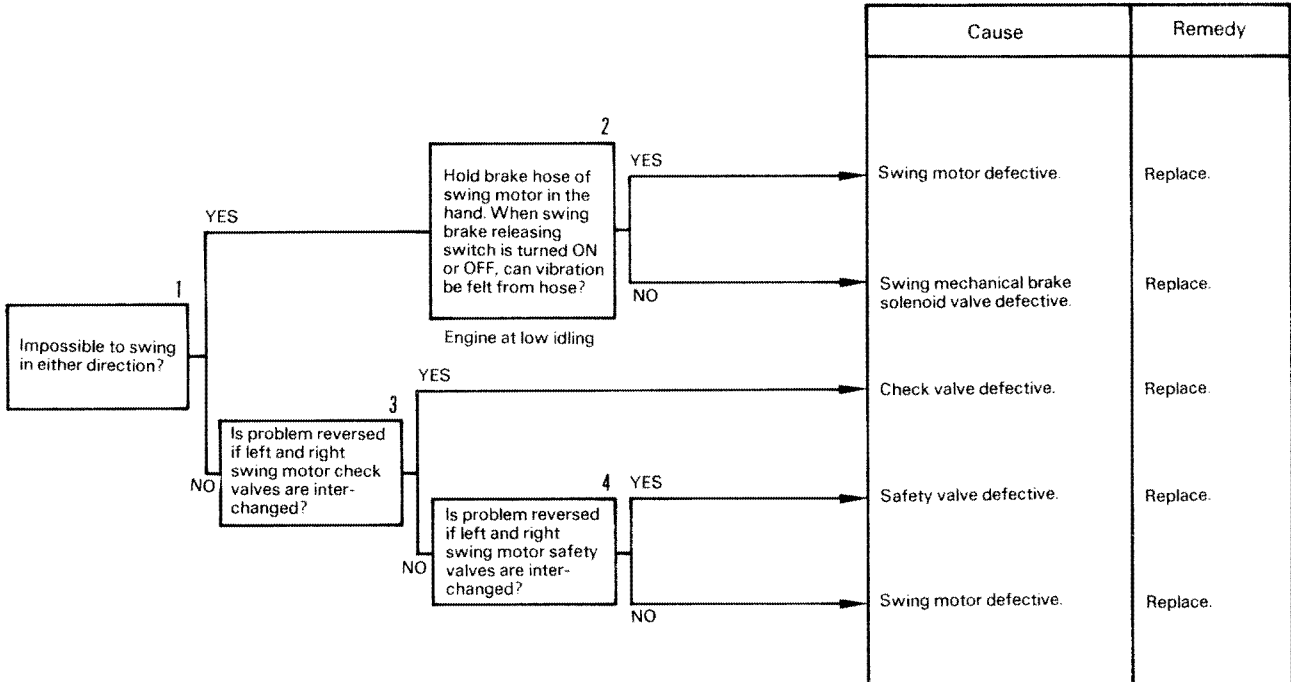 Cause
Remedy
1
Impossible to swing
in either direction?
YES
NO
2
Hold brake hose of
swing motor in the
hand. When swing
brake releasing
switch is turned ON
or OFF, can vibration
be felt from hose?
Engine at low idling
YES
Swing motor defective.
Replace.
NO
Swing mechanical brake
solenoid valve defective.
Replace.
3
Is problem reversed
if left and right
swing motor check
valves are inter-
changed?
YES
Check valve defective.
Replace.
NO
4
Is problem reversed
if left and right
swing motor safety
valves are inter-
changed?
YES
Safety valve defective.
Replace.
NO
Swing motor defective.
Replace.